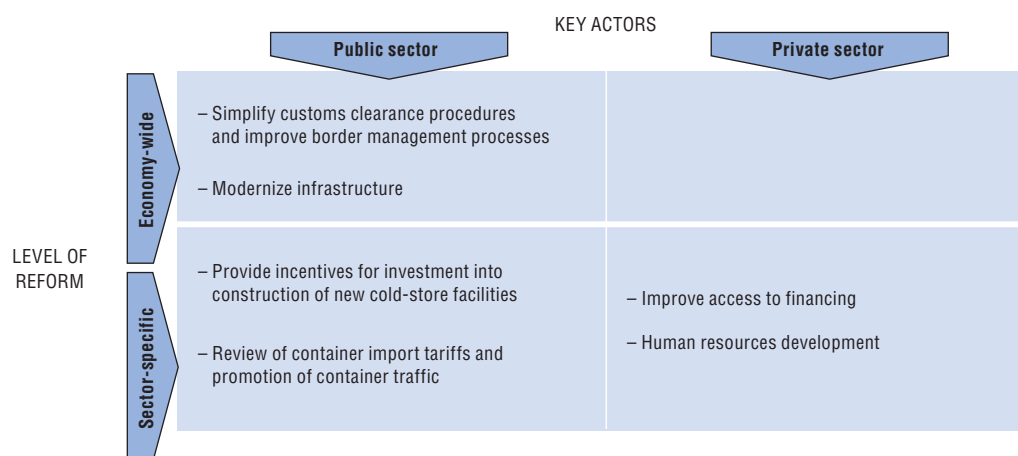 KEY ACTORS
Public sector
Private sector
LEVEL OF
REFORM
Economy-wide
– Simplify customs clearance procedures
and improve border management processes
– Modernize infrastructure
Sector-specific
– Provide incentives for investment into
construction of new cold-store facilities
– Review of container import tariffs and
promotion of container traffic
– Improve access to financing
– Human resources development